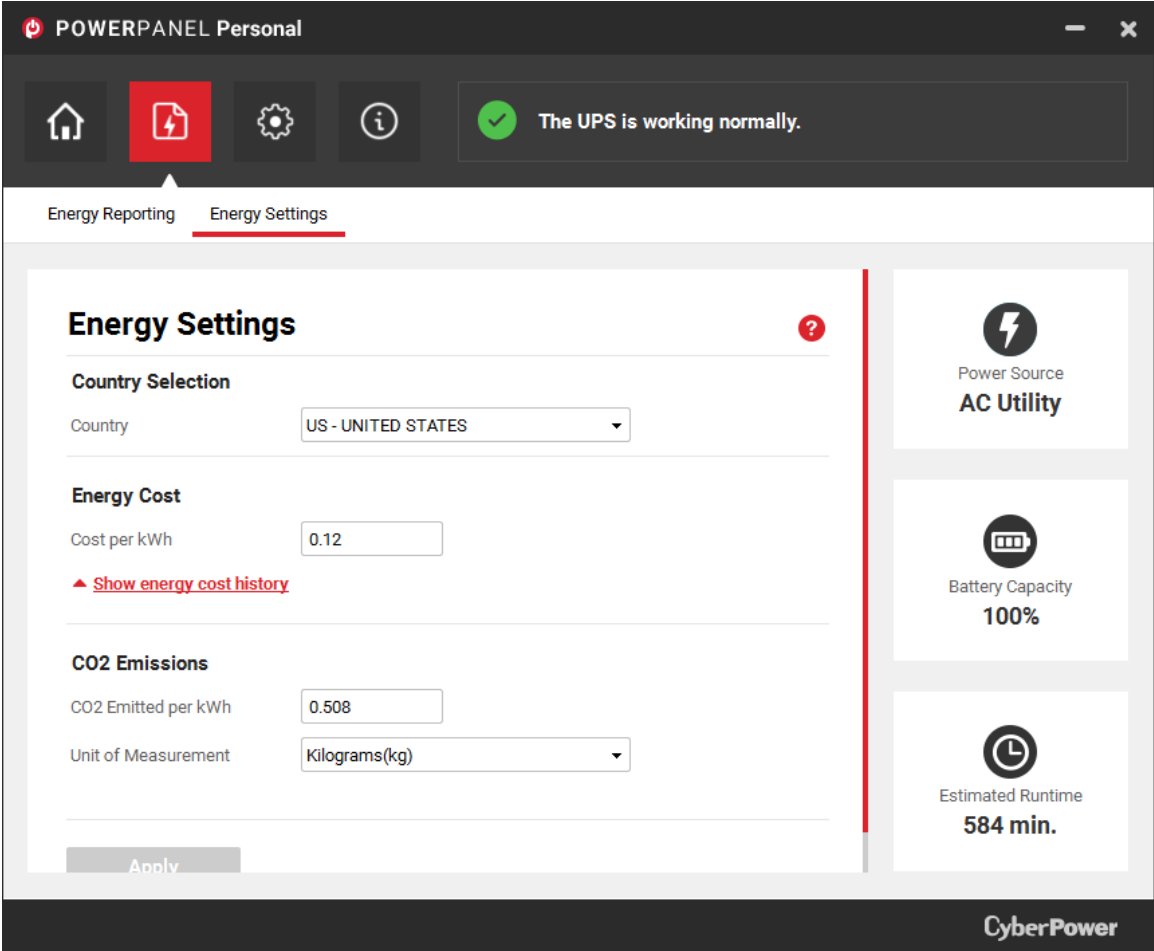 POWERPANEL Personal
The UPS is working normally.
Energy Reporting
Energy Settings
Energy Settings
?
Country Selection
Country
US - UNITED STATES
Energy Cost
Cost per kWh
0.12
Show energy cost history
CO2 Emissions
CO2 Emitted per kWh
0.508
Unit of Measurement
Kilograms(kg)
Apply
Power Source
AC Utility
Battery Capacity
100%
Estimated Runtime
584 min.
CyberPower